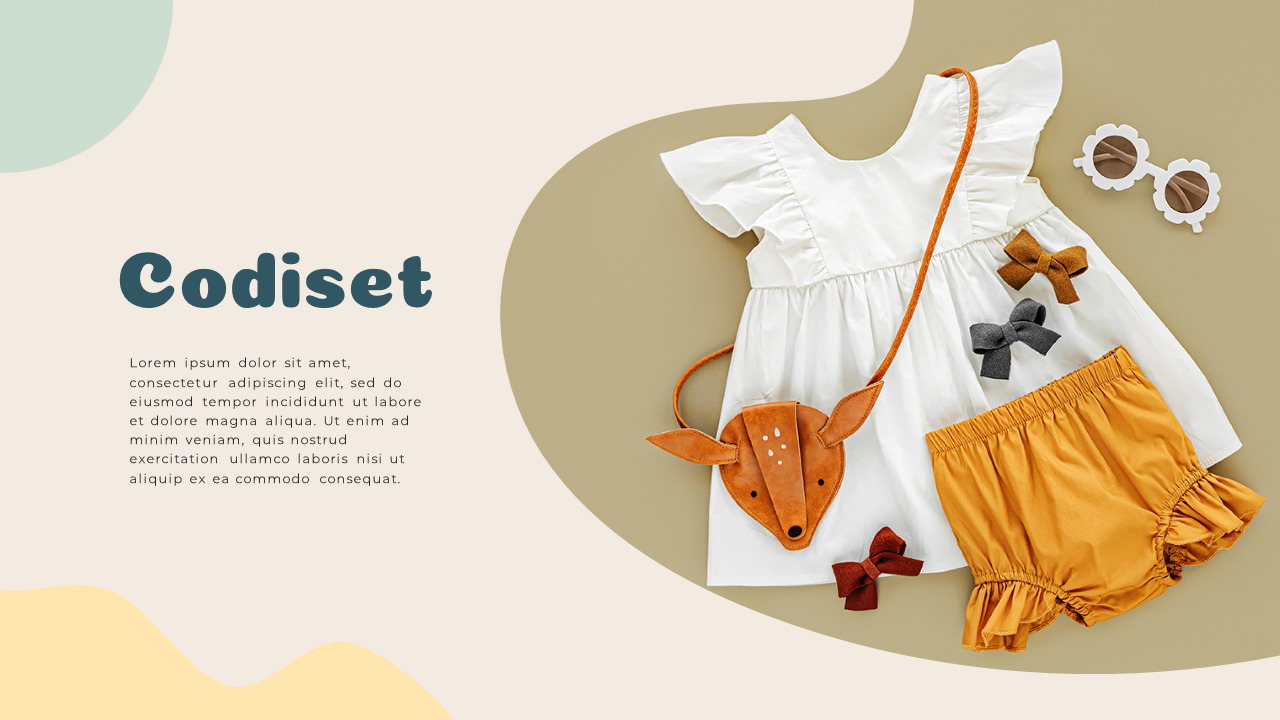 Codiset
Lorem ipsum dolor sit amet,
consectetur adipiscing elit, sed do
eiusmod tempor incididunt ut labore
et dolore magna aliqua. Ut enim ad
minim veniam, quis nostrud
exercitation ullamco laboris nisi ut
aliquip ex ea commodo consequat.